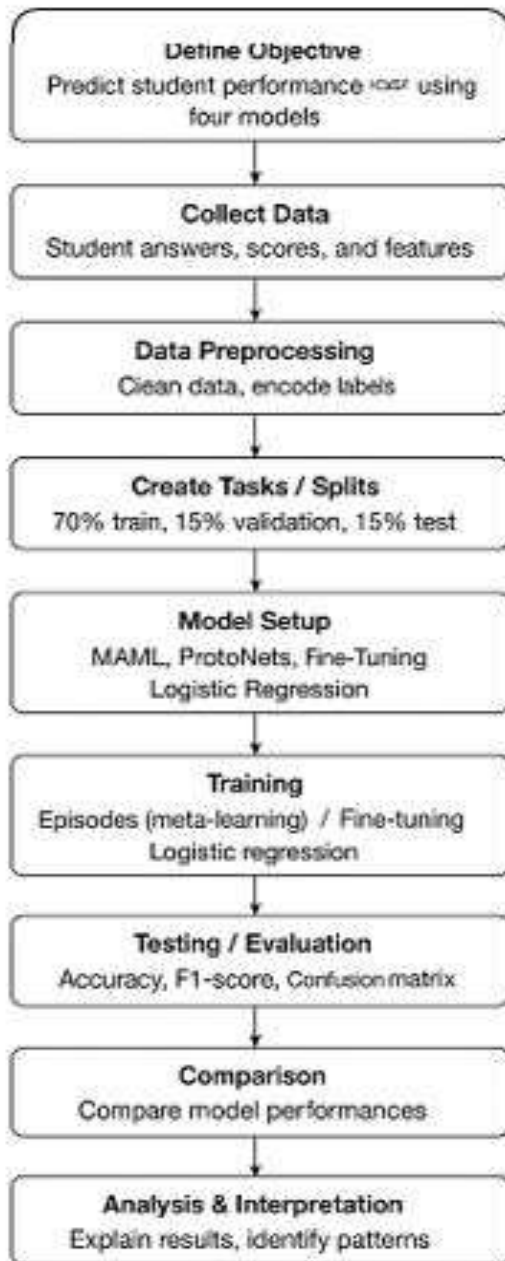 Define Objective
Predict student performance using
four models
Collect Data
Student answers, scores, and features
Data Preprocessing
Clean data, encode labels
Create Tasks / Splits
70% train, 15% validation, 15% test
Model Setup
MAML, ProtoNets, Fine-Tuning
Logistic Regression
Training
Episodes (meta-learning) / Fine-tuning
Logistic regression
Testing / Evaluation
Accuracy, F1-score, Confusion matrix
Comparison
Compare model performances
Analysis & Interpretation
Explain results, identify patterns